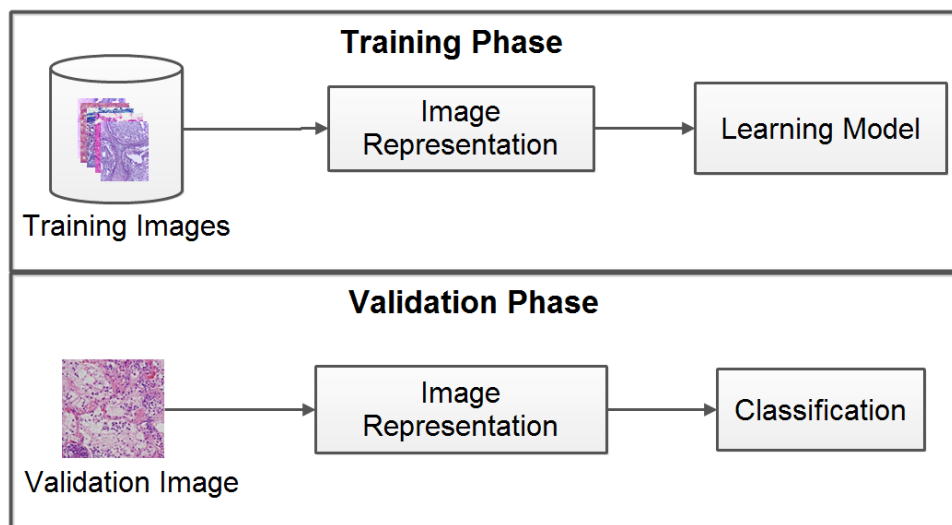 Training Phase
Image
Representation
Learning Model
Training Images
Validation Phase
Image
Representation
Classification
Validation Image